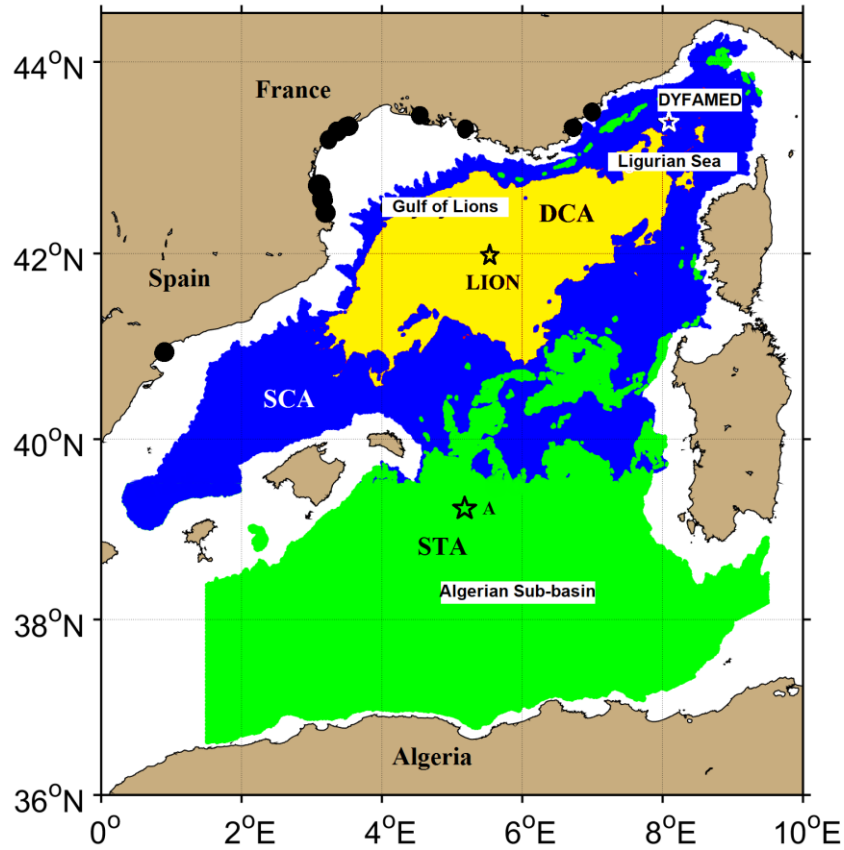 44°N
42°N
40°N
38°N
36°N
France
DYFAMED
Ligurian Sea
Gulf of Lions
DCA
Spain
LION
SCA
A
STA
Algerian Sub-basin
Algeria
0°
2°E
4°E
6°E
8°E
10°E